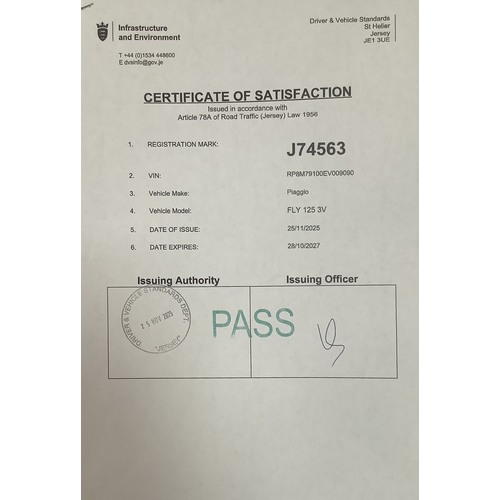 Infrastructure
and Environment
T +44 (0)1534 448600
E dvsinfo@gov.je
Driver & Vehicle Standards
St Helier
Jersey
JE1 3UE
CERTIFICATE OF SATISFACTION
Issued in accordance with
Article 78A of Road Traffic (Jersey) Law 1956
1. REGISTRATION MARK: J74563
2. VIN: RP8M79100EV009090
3. Vehicle Make: Piaggio
4. Vehicle Model: FLY 125 3V
5. DATE OF ISSUE: 25/11/2025
6. DATE EXPIRES: 28/10/2027
Issuing Authority Issuing Officer
DRIVER & VEHICLE STANDARDS DEPT.
25 NOV 2025
"JERSEY"
PASS